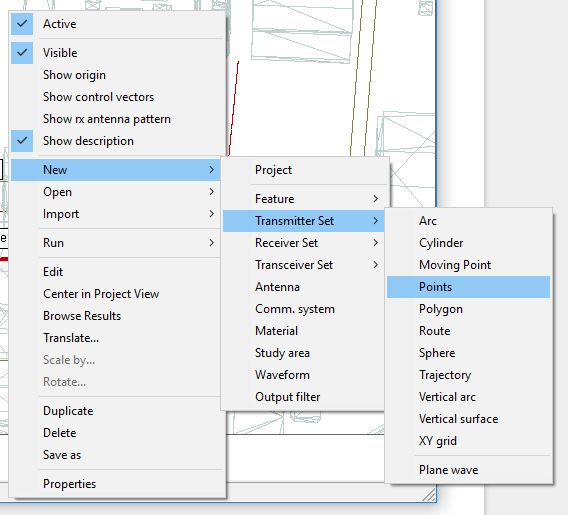 Active
Visible
Show origin
Show control vectors
Show rx antenna pattern
Show description
New
Open
Import
Run
Edit
Center in Project View
Browse Results
Translate...
Scale by...
Rotate...
Duplicate
Delete
Save as
Properties
Project
Feature
Transmitter Set
Receiver Set
Transceiver Set
Antenna
Comm. system
Material
Study area
Waveform
Output filter
Arc
Cylinder
Moving Point
Points
Polygon
Route
Sphere
Trajectory
Vertical arc
Vertical surface
XY grid
Plane wave